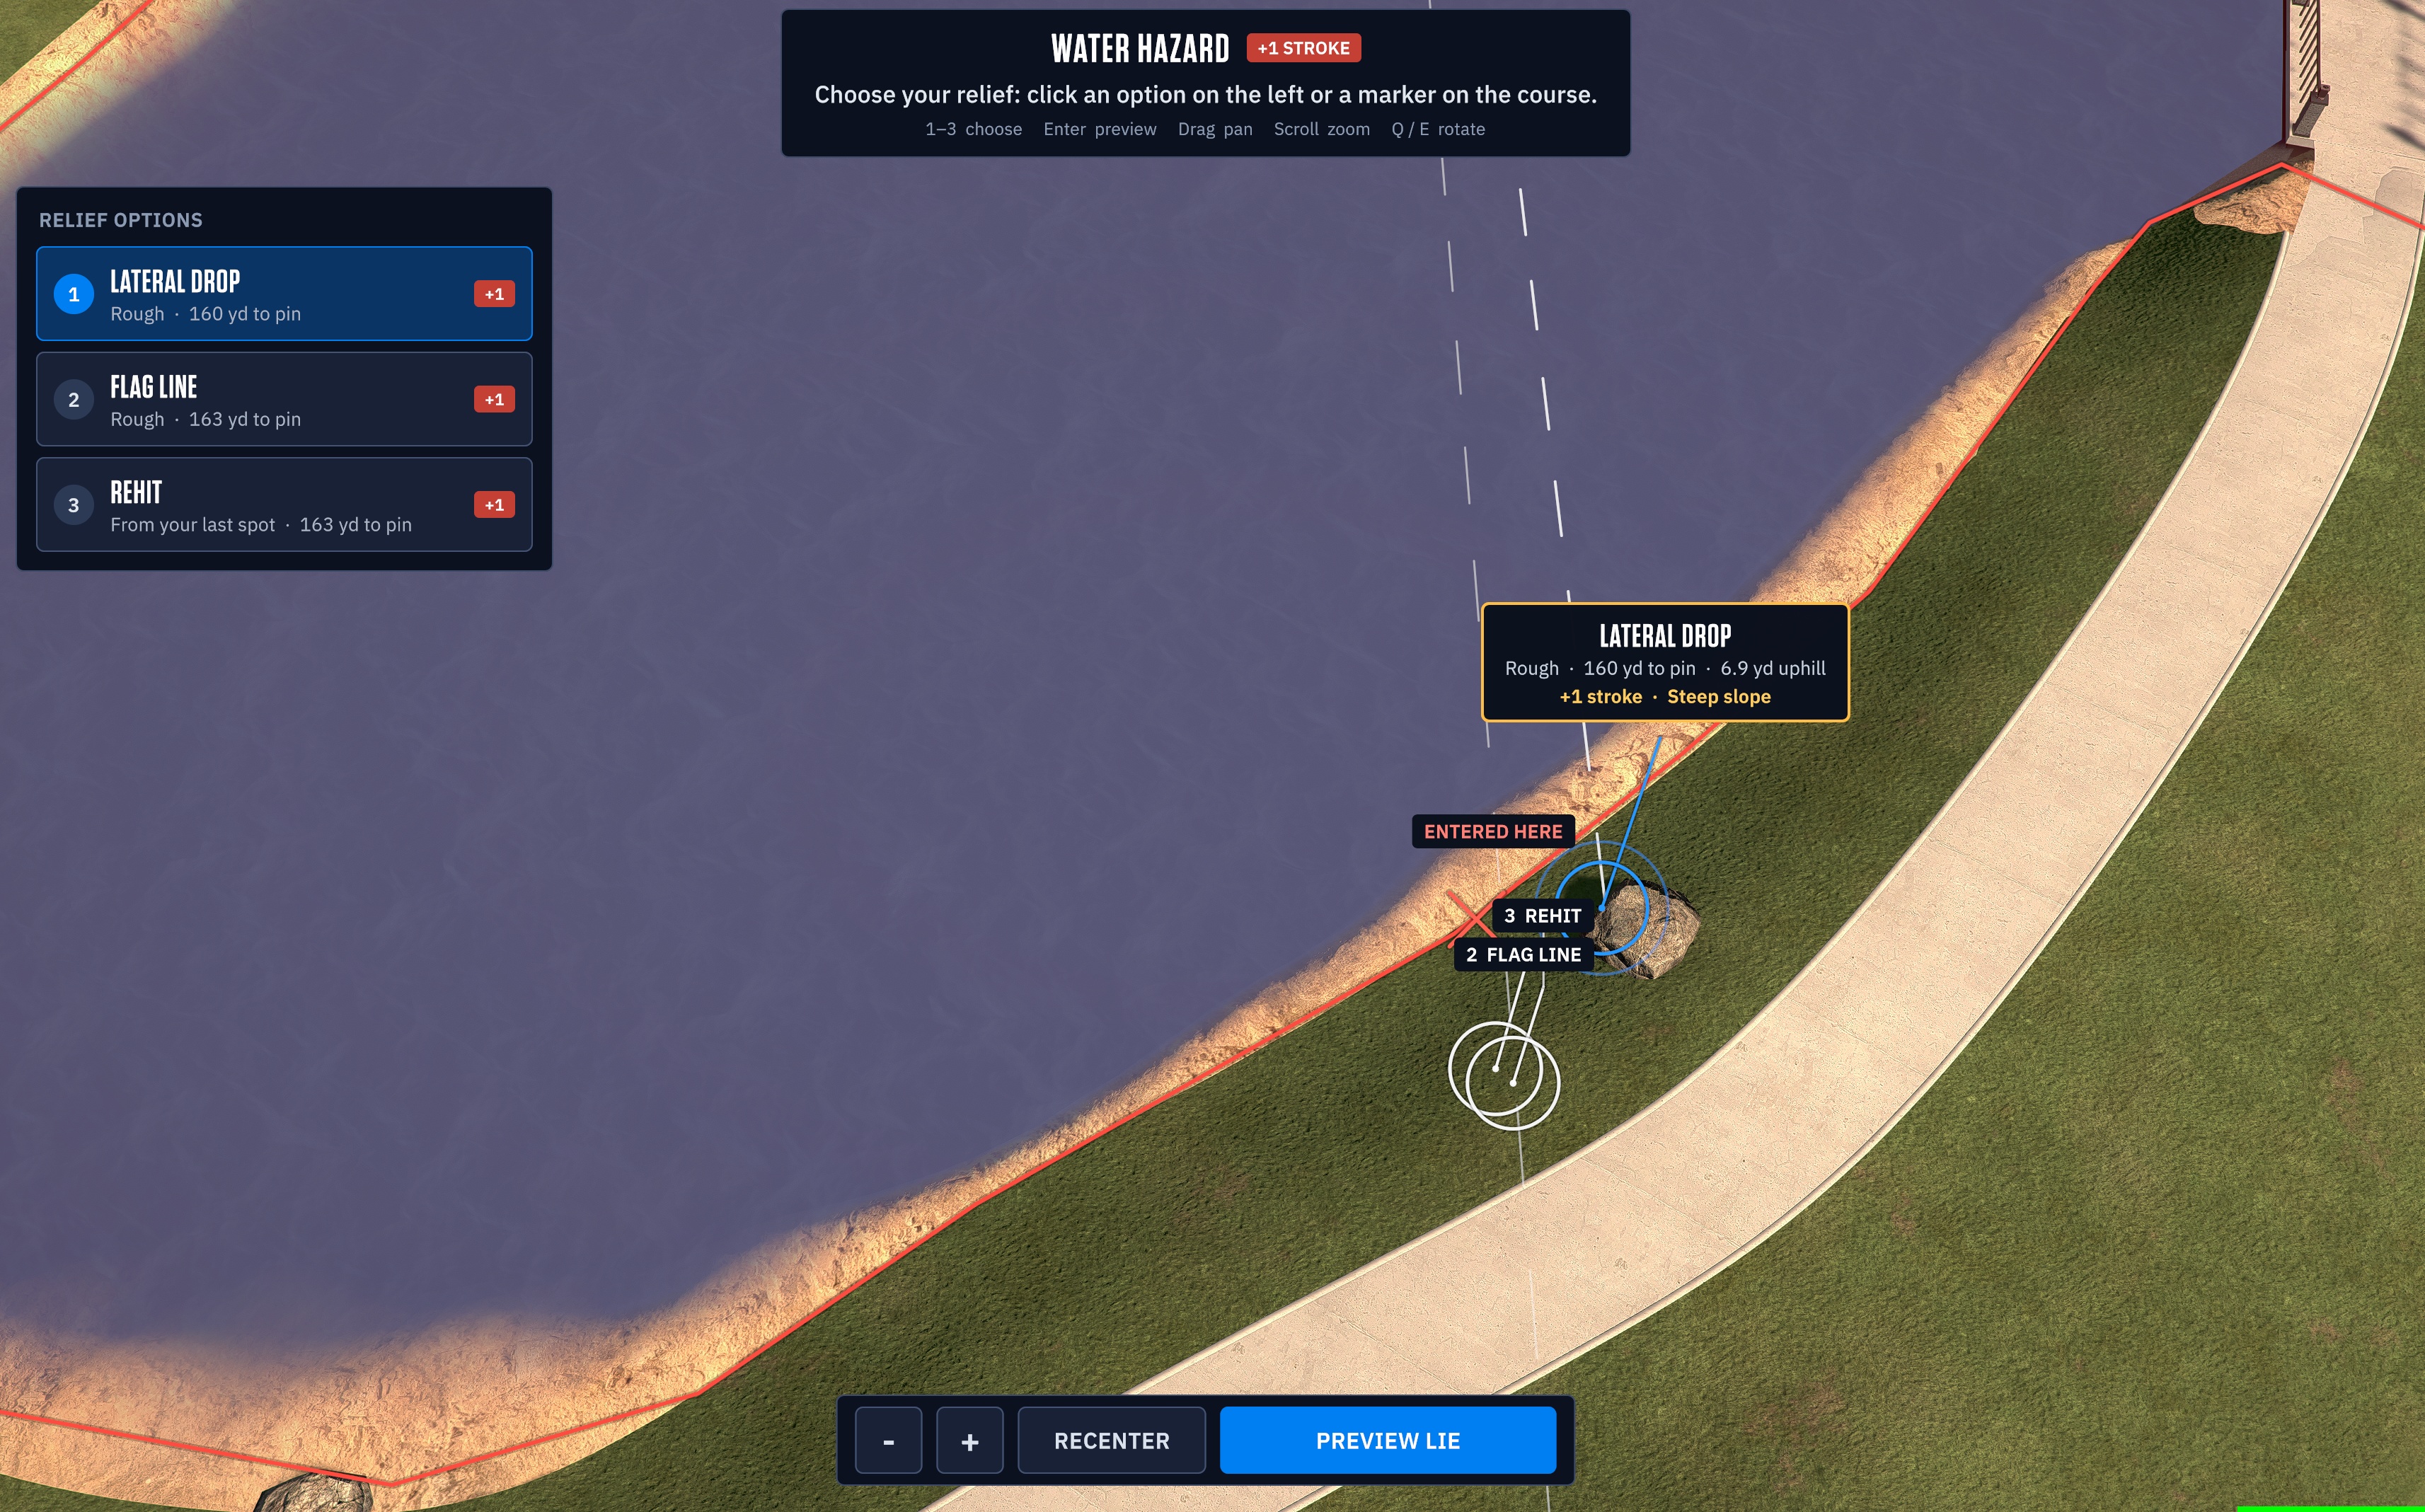 WATER HAZARD +1 STROKE
Choose your relief: click an option on the left or a marker on the course.
1–3 choose Enter preview Drag pan Scroll zoom Q / E rotate
RELIEF OPTIONS
1 LATERAL DROP +1
Rough · 160 yd to pin
2 FLAG LINE +1
Rough · 163 yd to pin
3 REHIT +1
From your last spot · 163 yd to pin
LATERAL DROP
Rough · 160 yd to pin · 6.9 yd uphill
+1 stroke · Steep slope
ENTERED HERE
3 REHIT
2 FLAG LINE
- + RECENTER PREVIEW LIE